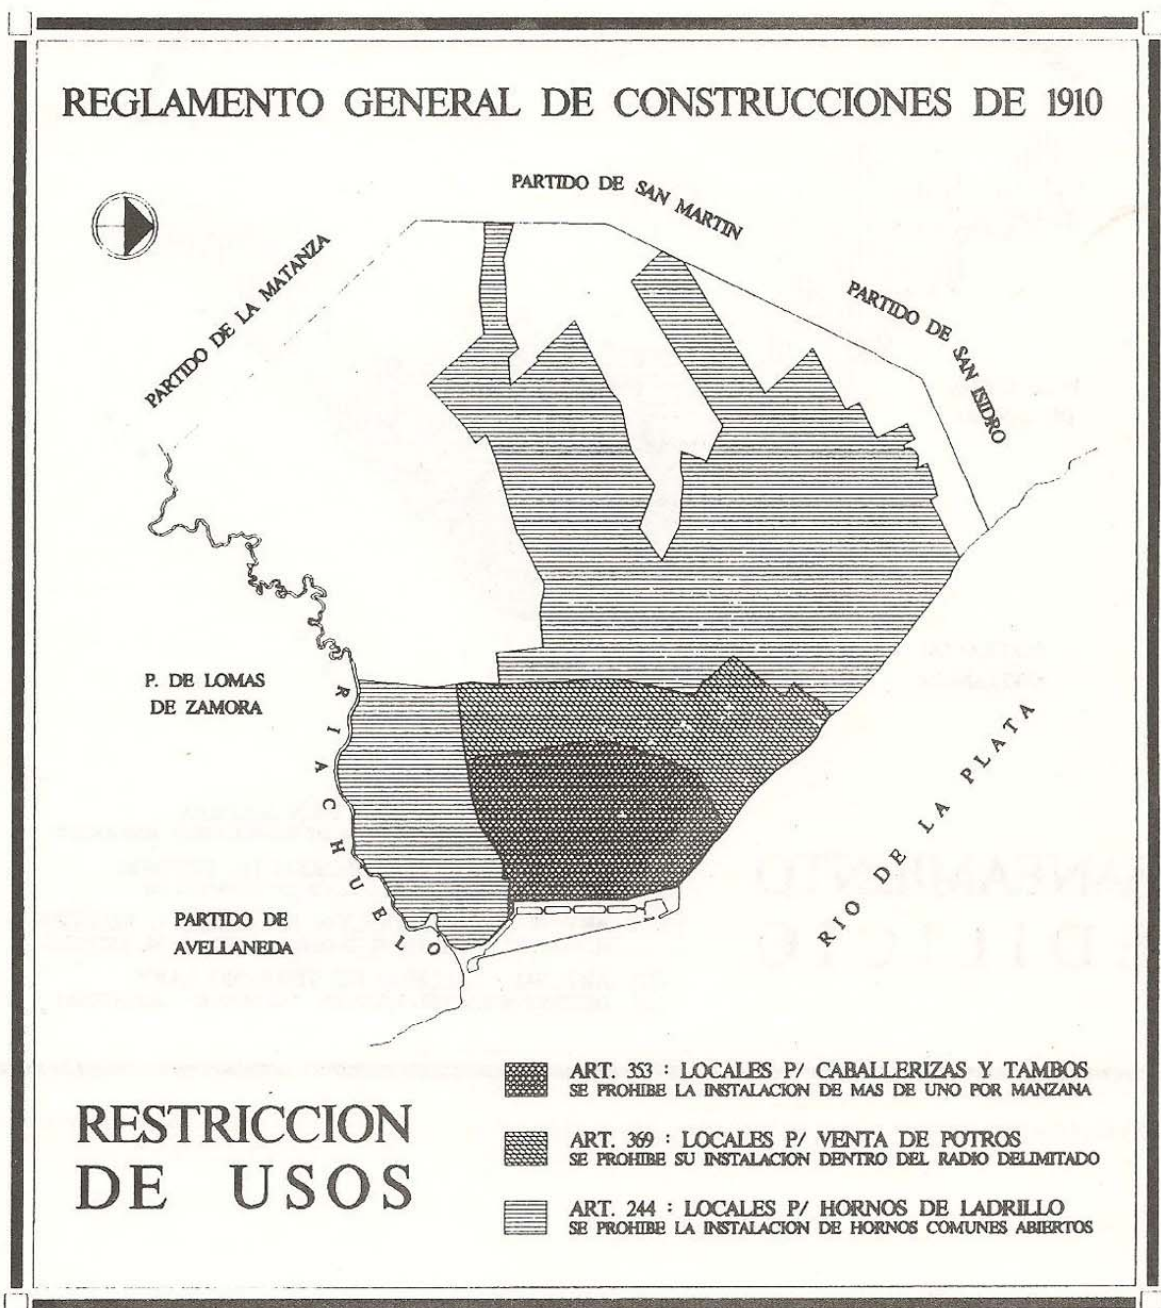 REGLAMENTO GENERAL DE CONSTRUCCIONES DE 1910
PARTIDO DE SAN MARTIN
PARTIDO DE LA MATANZA
PARTIDO DE SAN ISIDRO
P. DE LOMAS
DE ZAMORA
RIACHUELO
RIO DE LA PLATA
PARTIDO DE
AVELLANEDA
RESTRICCION
DE USOS
ART. 353 : LOCALES P/ CABALLERIZAS Y TAMBOS
SE PROHIBE LA INSTALACION DE MAS DE UNO POR MANZANA
ART. 369 : LOCALES P/ VENTA DE POTROS
SE PROHIBE SU INSTALACION DENTRO DEL RADIO DELIMITADO
ART. 244 : LOCALES P/ HORNOS DE LADRILLO
SE PROHIBE LA INSTALACION DE HORNOS COMUNES ABIERTOS